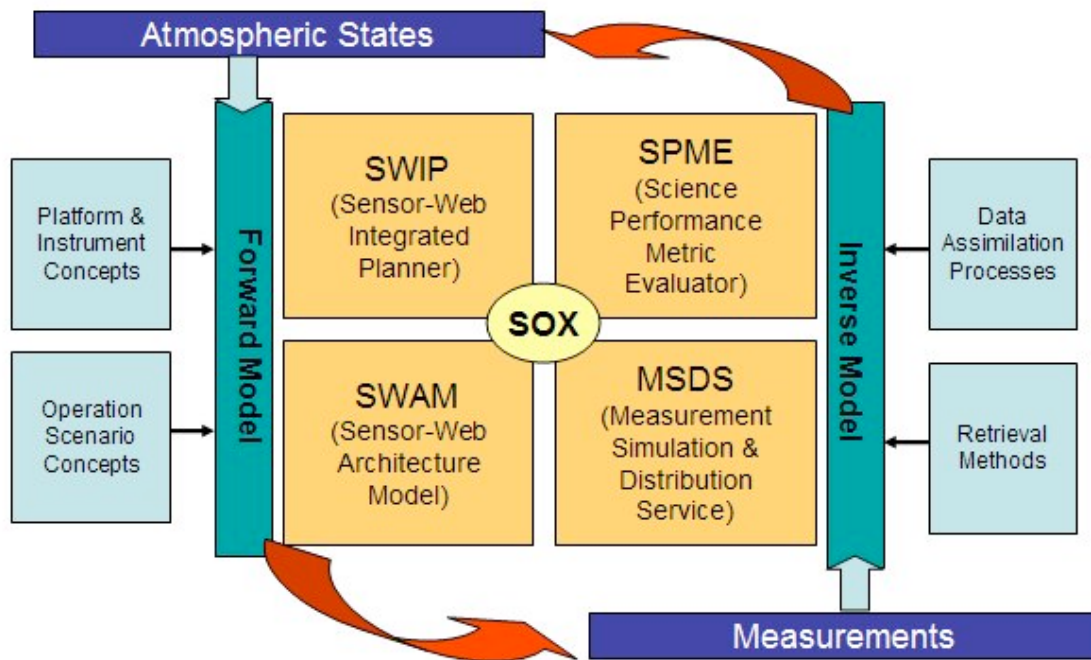 Atmospheric States
Platform &
Instrument
Concepts
Operation
Scenario
Concepts
Forward Model
SWIP
(Sensor-Web
Integrated
Planner)
SPME
(Science
Performance
Metric
Evaluator)
SOX
SWAM
(Sensor-Web
Architecture
Model)
MSDS
(Measurement
Simulation &
Distribution
Service)
Inverse Model
Data
Assimilation
Processes
Retrieval
Methods
Measurements